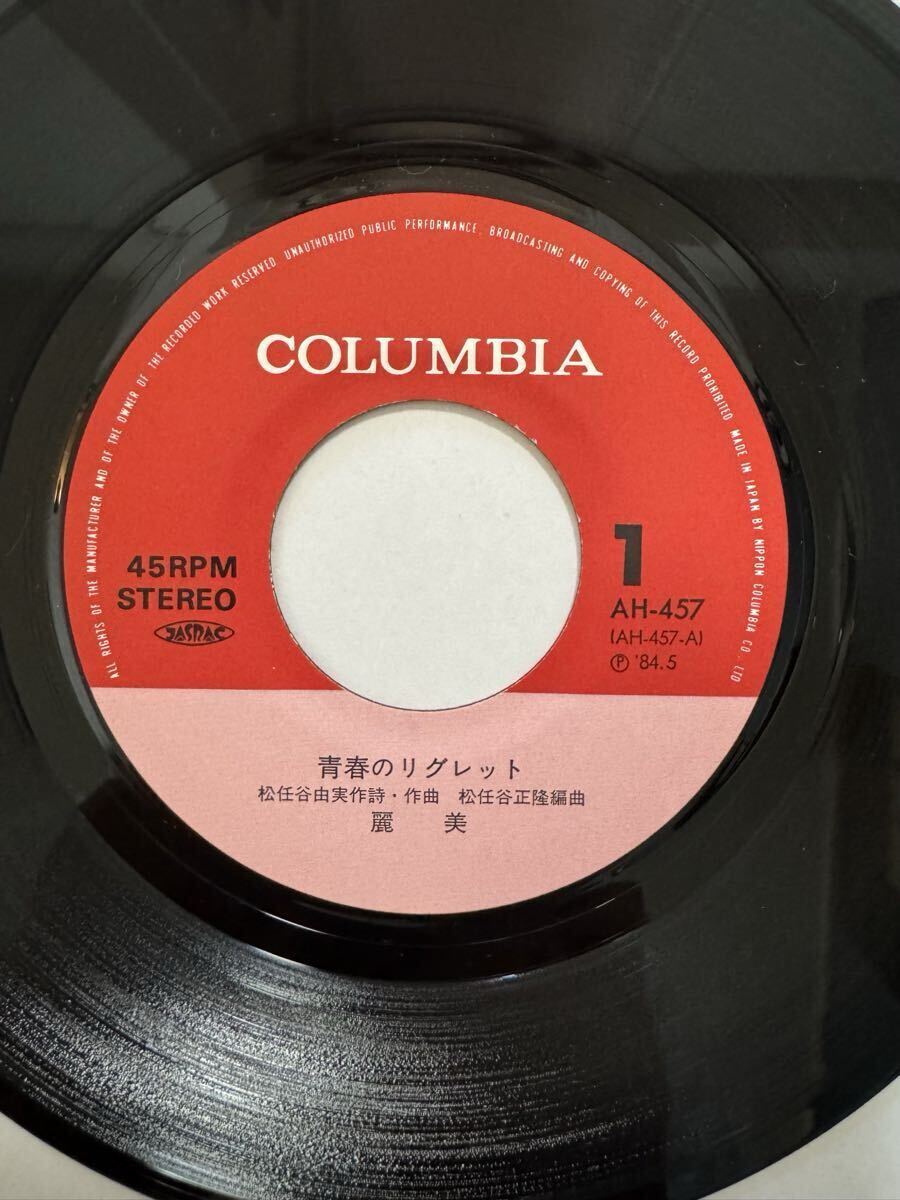 ALL RIGHTS OF THE MANUFACTURER AND OF THE OWNER OF THE RECORDED WORK RESERVED. UNAUTHORIZED PUBLIC PERFORMANCE, BROADCASTING AND COPYING OF THIS RECORD PROHIBITED. MADE IN JAPAN BY NIPPON COLUMBIA CO., LTD
COLUMBIA
45RPM
STEREO
JASRAC
1
AH-457
(AH-457-A)
Ⓟ '84.5
青春のリグレット
松任谷由実作詩・作曲 松任谷正隆編曲
麗 美